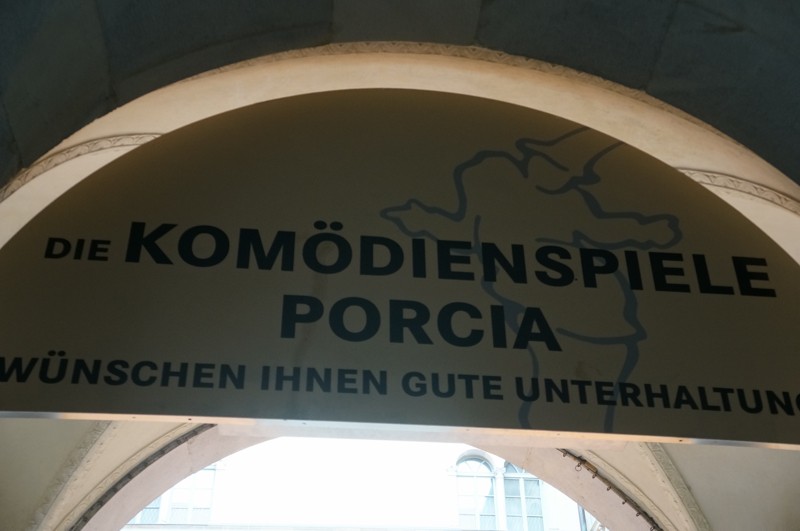 DIE KOMÖDIENSPIELE
PORCIA
WÜNSCHEN IHNEN GUTE UNTERHALTUNG